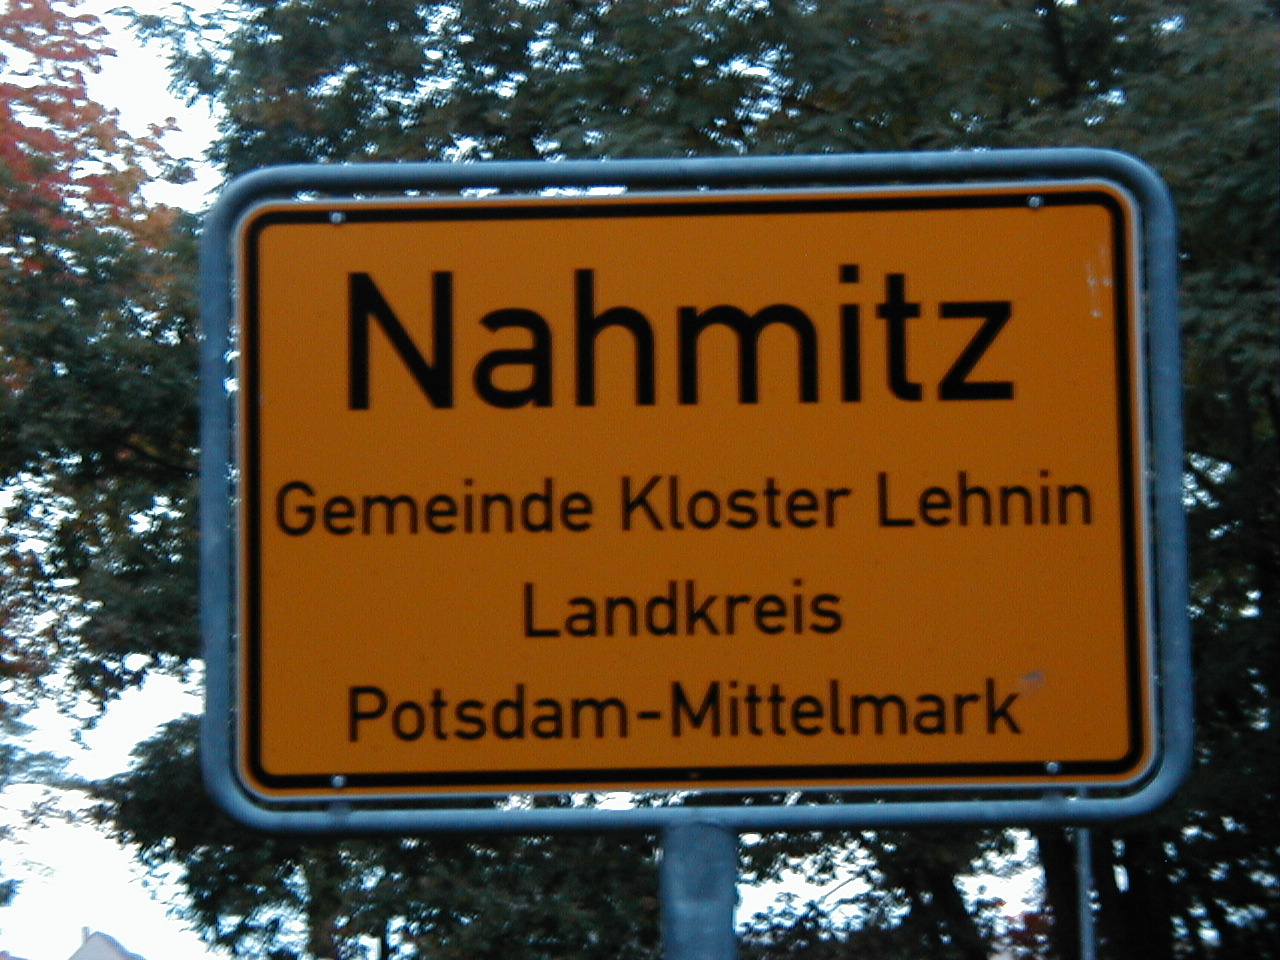 Nahmitz
Gemeinde Kloster Lehnin
Landkreis
Potsdam-Mittelmark